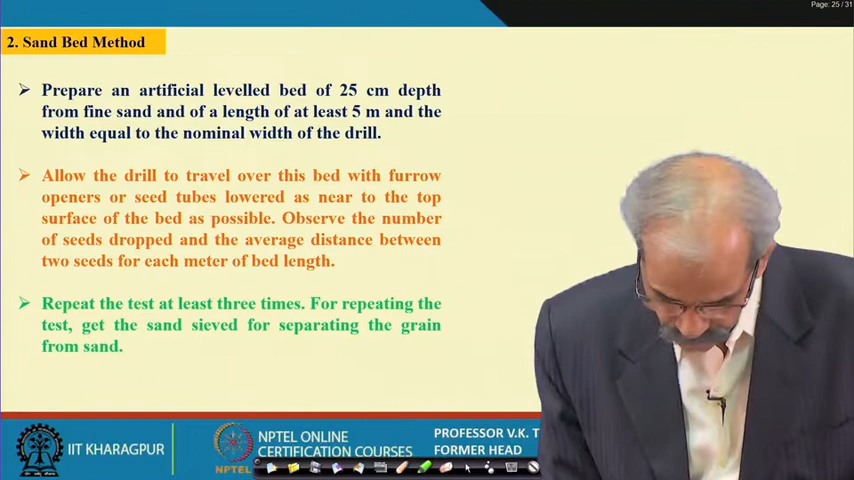 Page: 25 / 31
2. Sand Bed Method
➢ Prepare an artificial levelled bed of 25 cm depth
from fine sand and of a length of at least 5 m and the
width equal to the nominal width of the drill.
➢ Allow the drill to travel over this bed with furrow
openers or seed tubes lowered as near to the top
surface of the bed as possible. Observe the number
of seeds dropped and the average distance between
two seeds for each meter of bed length.
➢ Repeat the test at least three times. For repeating the
test, get the sand sieved for separating the grain
from sand.
IIT KHARAGPUR
NPTEL
NPTEL ONLINE
CERTIFICATION COURSES
PROFESSOR V.K. T
FORMER HEAD